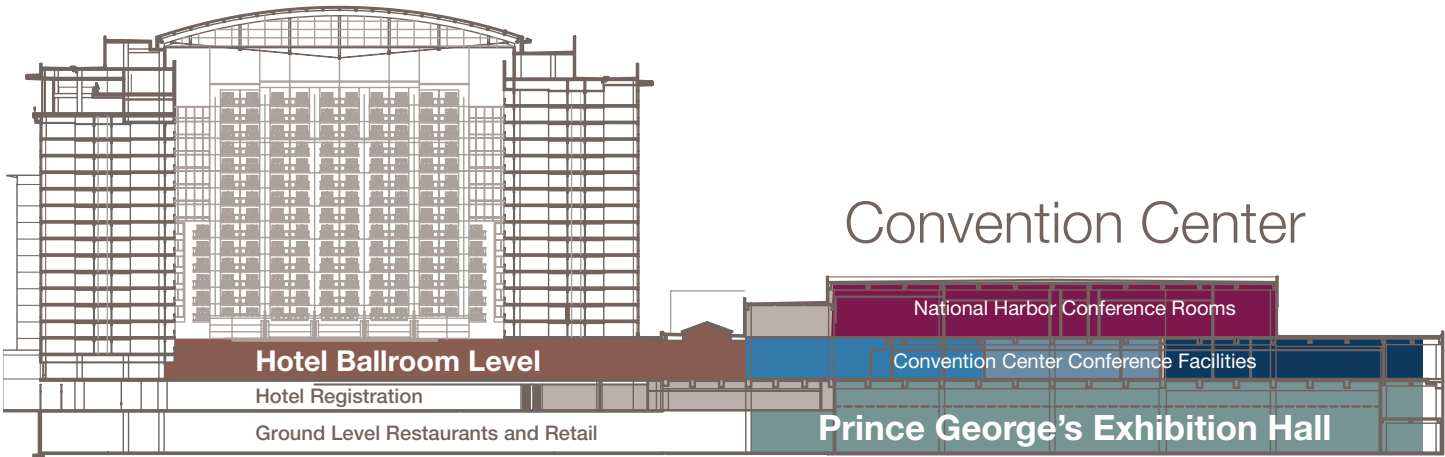 Convention Center
National Harbor Conference Rooms
Hotel Ballroom Level
Convention Center Conference Facilities
Hotel Registration
Ground Level Restaurants and Retail
Prince George's Exhibition Hall